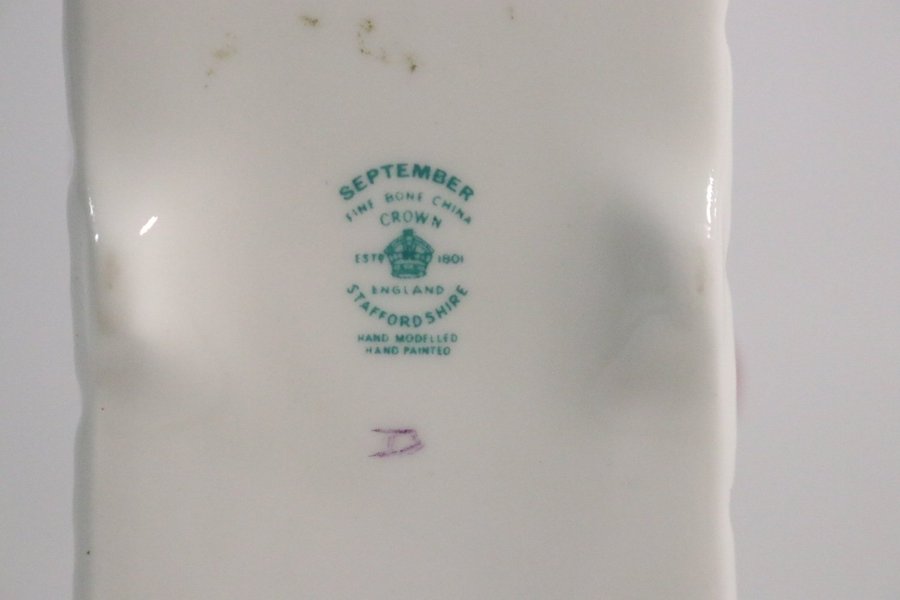 SEPTEMBER
FINE BONE CHINA
CROWN
ESTD 1801
ENGLAND
STAFFORDSHIRE
HAND MODELLED
HAND PAINTED